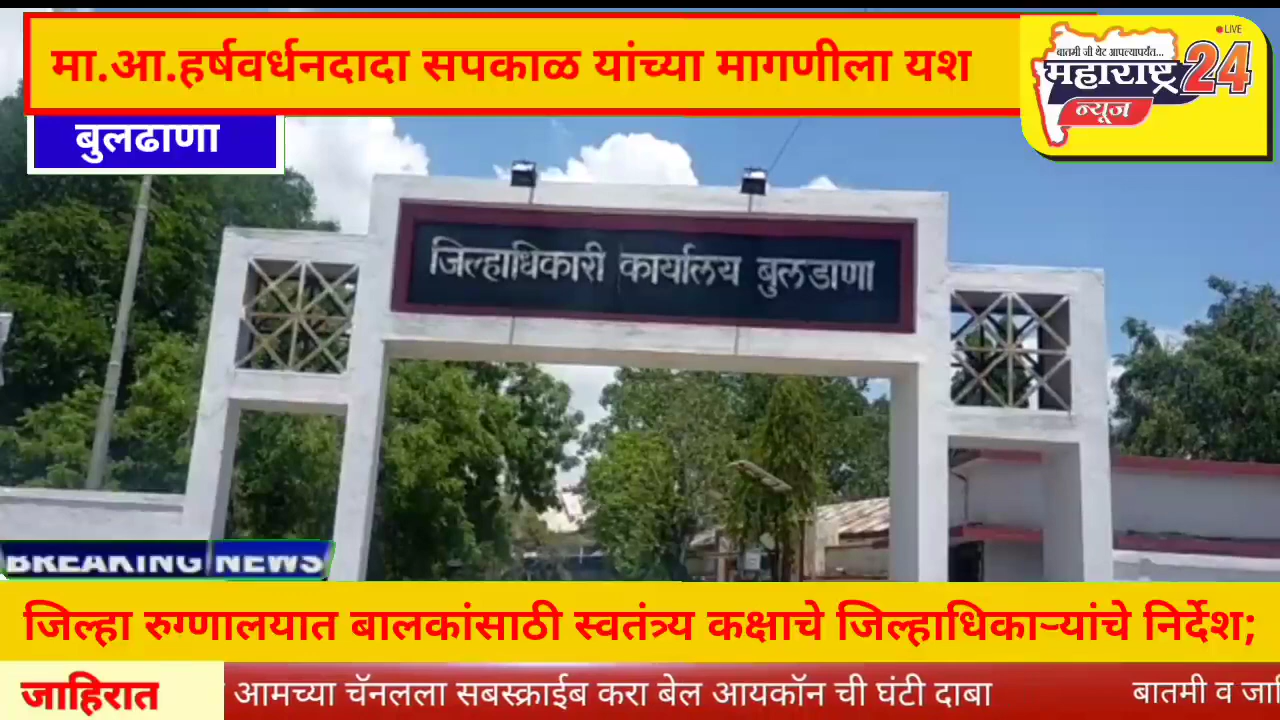 मा.आ.हर्षवर्धनदादा सपकाळ यांच्या मागणीला यश
LIVE
बातमी जी थेट आपल्यापर्यंत...
महाराष्ट्र 24
न्यूज
बुलढाणा
जिल्हाधिकारी कार्यालय बुलडाणा
BREAKING NEWS
जिल्हा रुग्णालयात बालकांसाठी स्वतंत्र्य कक्षाचे जिल्हाधिकाऱ्यांचे निर्देश;
जाहिरात
आमच्या चॅनलला सबस्क्राईब करा बेल आयकॉन ची घंटी दाबा
बातमी व